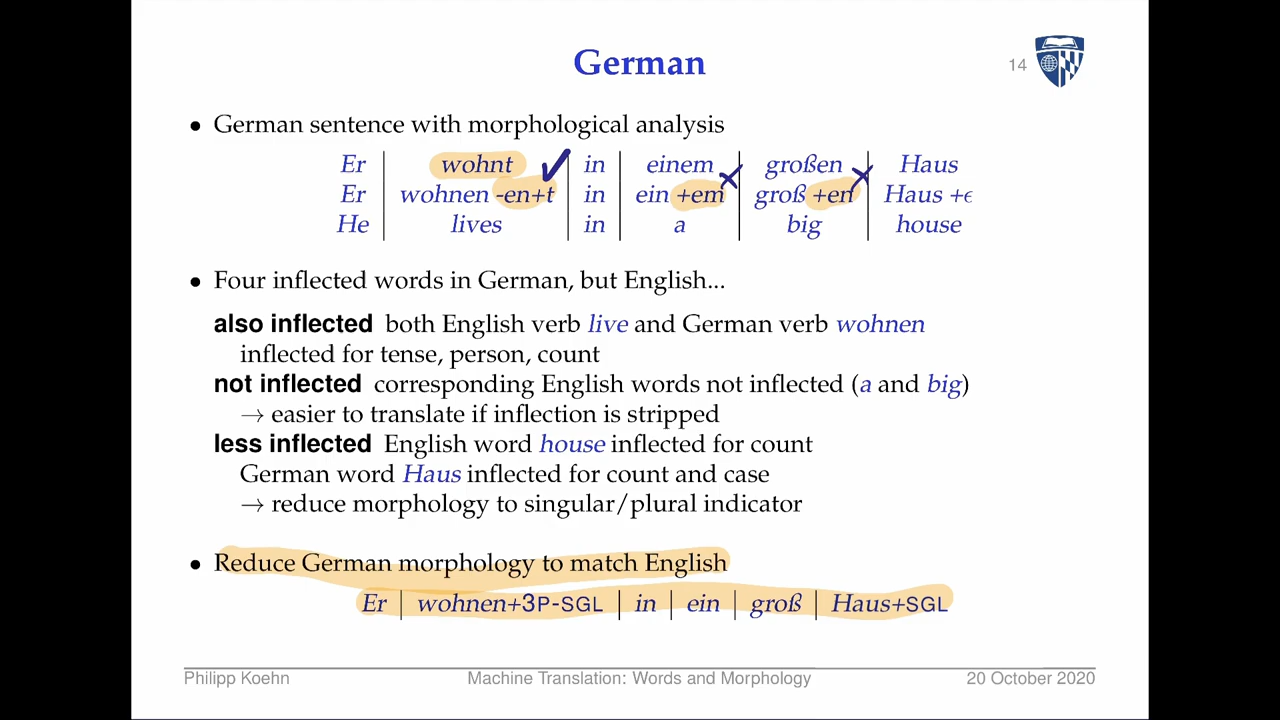 German
14
• German sentence with morphological analysis
Er | wohnt | in | einem | großen | Haus
Er | wohnen -en+t | in | ein +em | groß +en | Haus +ϵ
He | lives | in | a | big | house
• Four inflected words in German, but English...
also inflected both English verb live and German verb wohnen
inflected for tense, person, count
not inflected corresponding English words not inflected (a and big)
→ easier to translate if inflection is stripped
less inflected English word house inflected for count
German word Haus inflected for count and case
→ reduce morphology to singular/plural indicator
• Reduce German morphology to match English
Er | wohnen+3P-SGL | in | ein | groß | Haus+SGL
Philipp Koehn Machine Translation: Words and Morphology 20 October 2020